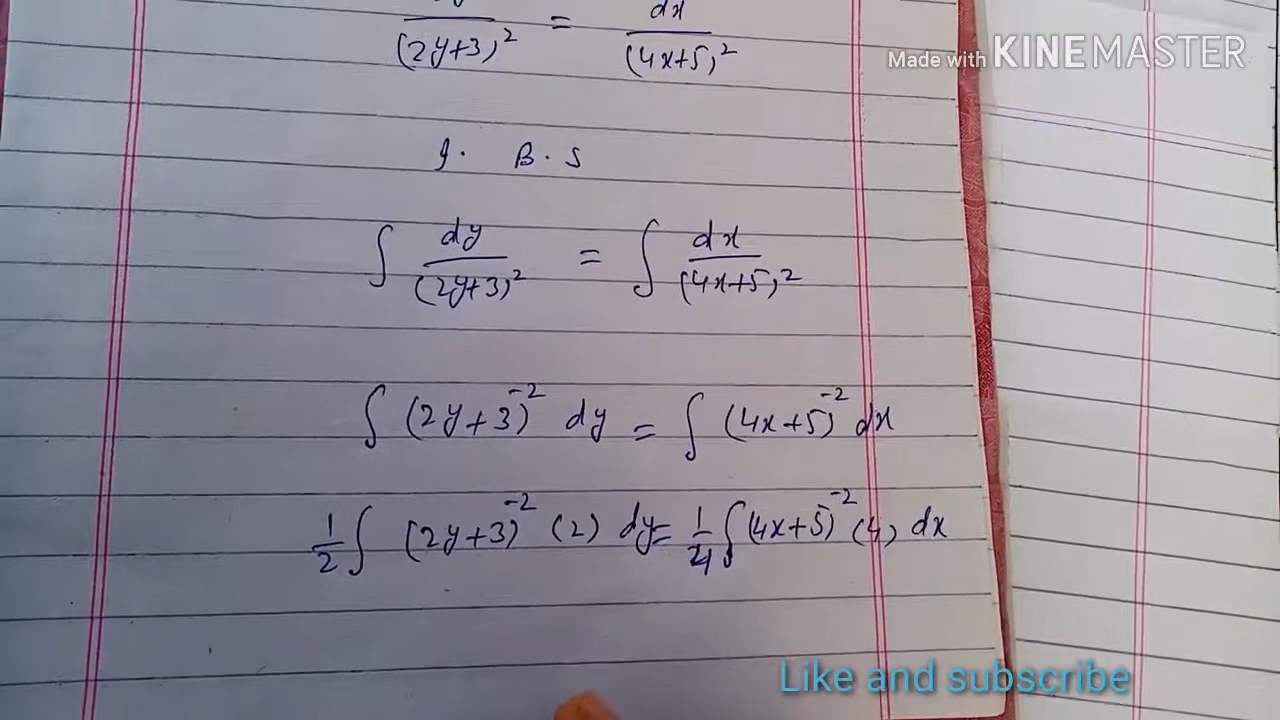 /(2y+3)² = dx/(4x+5)²
Made with KINEMASTER
I. B. S
∫ dy/(2y+3)² = ∫ dx/(4x+5)²
∫ (2y+3)⁻² dy = ∫ (4x+5)⁻² dx
1/2 ∫ (2y+3)⁻² (2) dy = 1/4 ∫ (4x+5)⁻² (4) dx
Like and subscribe